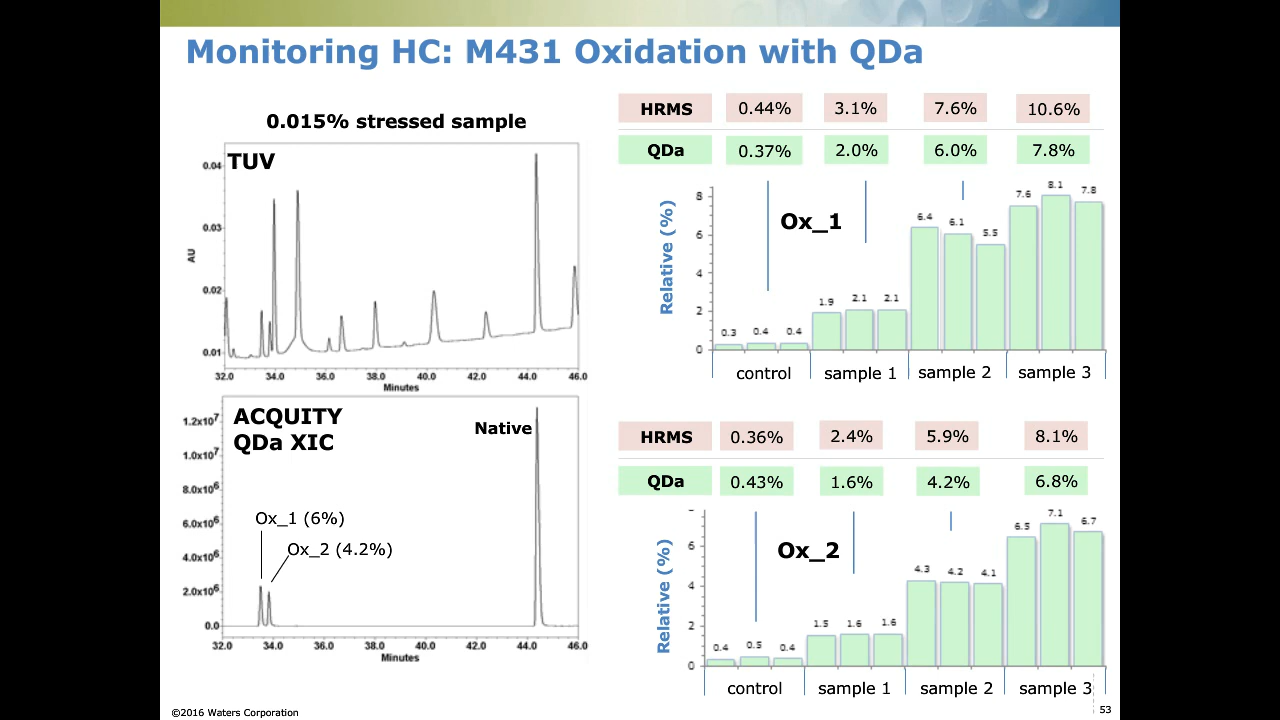 Monitoring HC: M431 Oxidation with QDa
0.015% stressed sample
TUV
0.04
0.03
0.02
0.01
AU
32.0 34.0 36.0 38.0 40.0 42.0 44.0 46.0
Minutes
ACQUITY
QDa XIC
Native
1.2x10⁷
1.0x10⁷
8.0x10⁶
6.0x10⁶
4.0x10⁶
2.0x10⁶
0.0
Ox_1 (6%)
Ox_2 (4.2%)
32.0 34.0 36.0 38.0 40.0 42.0 44.0 46.0
Minutes
HRMS 0.44% 3.1% 7.6% 10.6%
QDa 0.37% 2.0% 6.0% 7.8%
Relative (%)
8
6
4
2
0
Ox_1
0.3 0.4 0.4 1.9 2.1 2.1 6.4 6.1 5.5 7.6 8.1 7.8
control sample 1 sample 2 sample 3
HRMS 0.36% 2.4% 5.9% 8.1%
QDa 0.43% 1.6% 4.2% 6.8%
Relative (%)
6
4
2
0
Ox_2
0.4 0.5 0.4 1.5 1.6 1.6 4.3 4.2 4.1 6.5 7.1 6.7
control sample 1 sample 2 sample 3
©2016 Waters Corporation
53